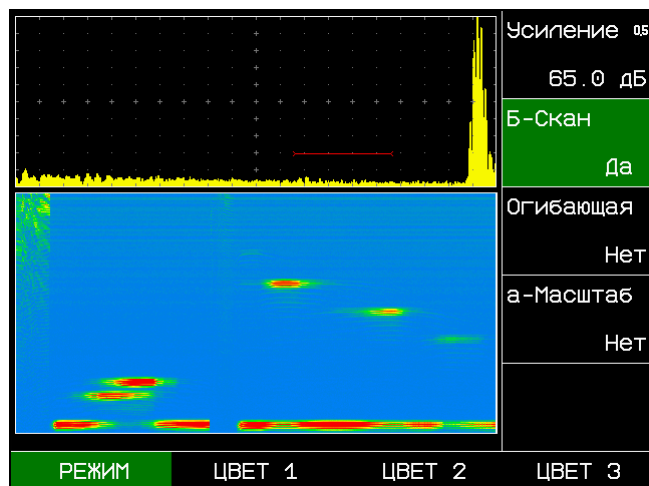 Усиление 0,5
65.0 дБ
Б-Скан
Да
Огибающая
Нет
а-Масштаб
Нет
РЕЖИМ ЦВЕТ 1 ЦВЕТ 2 ЦВЕТ 3